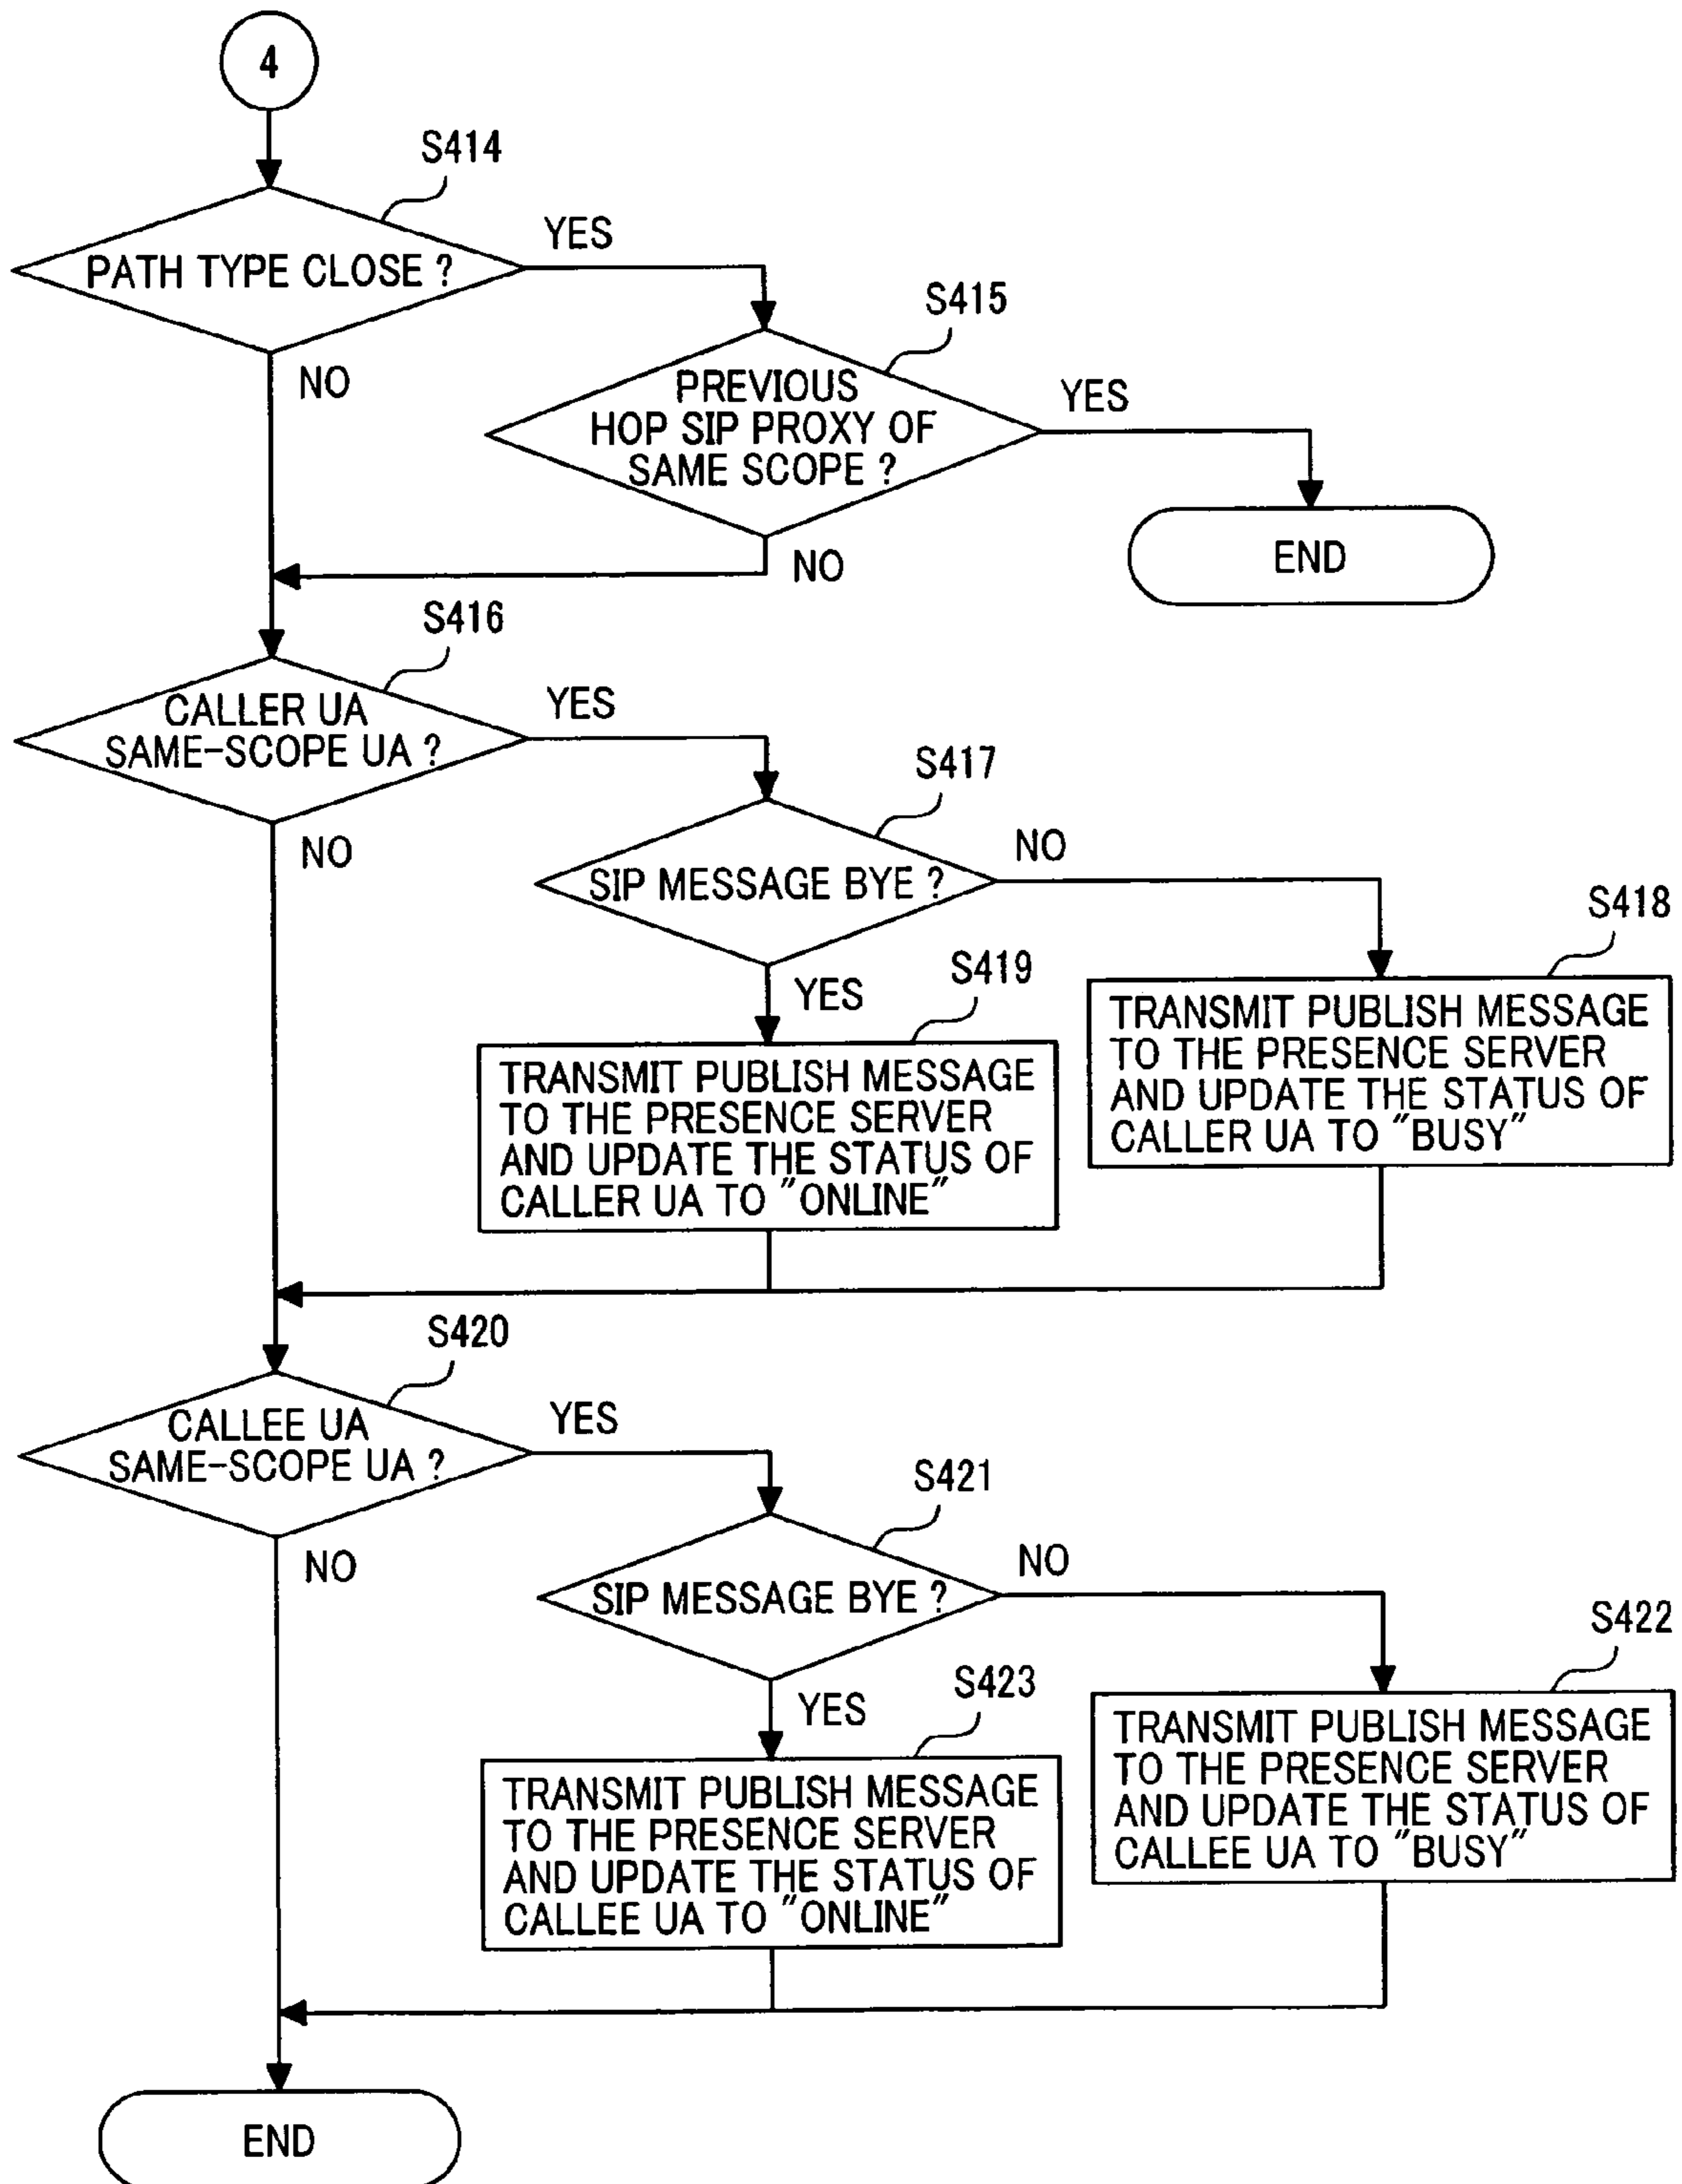 4
S414
PATH TYPE CLOSE ?
YES
NO
S415
PREVIOUS
HOP SIP PROXY OF
SAME SCOPE ?
YES
NO
END
S416
CALLER UA
SAME-SCOPE UA ?
YES
NO
S417
SIP MESSAGE BYE ?
NO
YES
S418
TRANSMIT PUBLISH MESSAGE
TO THE PRESENCE SERVER
AND UPDATE THE STATUS OF
CALLER UA TO "BUSY"
S419
TRANSMIT PUBLISH MESSAGE
TO THE PRESENCE SERVER
AND UPDATE THE STATUS OF
CALLER UA TO "ONLINE"
S420
CALLEE UA
SAME-SCOPE UA ?
YES
NO
S421
SIP MESSAGE BYE ?
NO
YES
S422
TRANSMIT PUBLISH MESSAGE
TO THE PRESENCE SERVER
AND UPDATE THE STATUS OF
CALLEE UA TO "BUSY"
S423
TRANSMIT PUBLISH MESSAGE
TO THE PRESENCE SERVER
AND UPDATE THE STATUS OF
CALLEE UA TO "ONLINE"
END